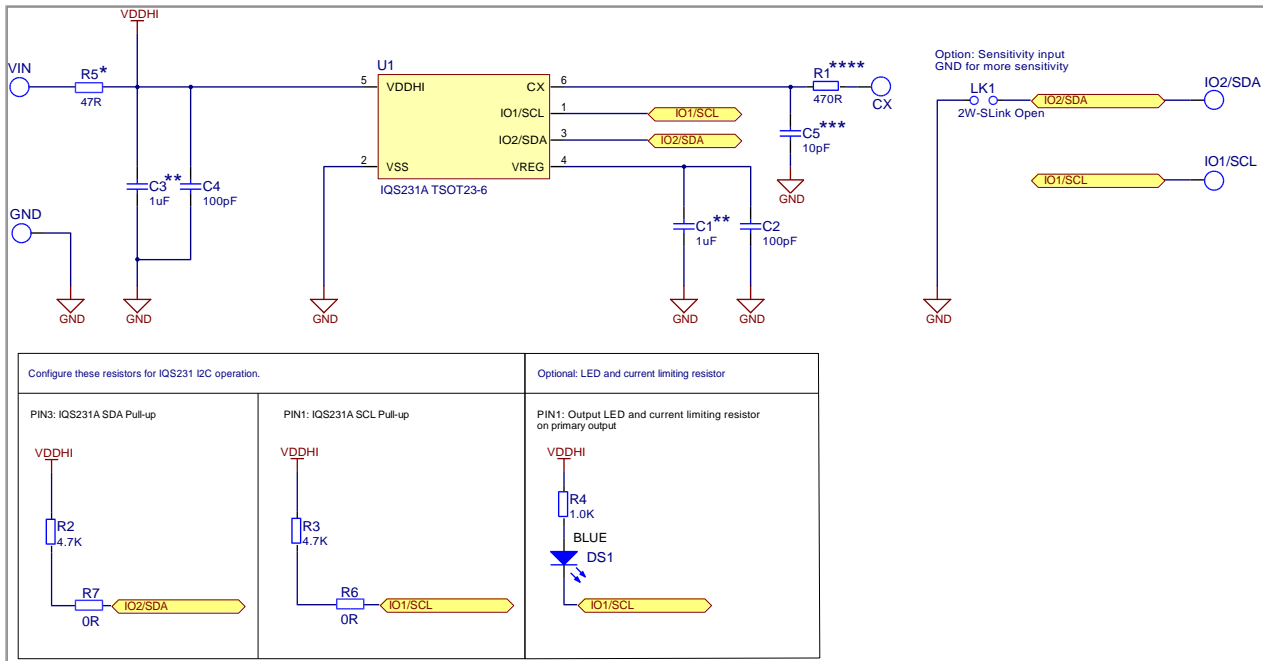 VDDHI
VIN
R5*
47R
GND
C3**
1uF
C4
100pF
GND
GND
U1
5
VDDHI
2
VSS
CX
6
IO1/SCL
1
IO2/SDA
3
VREG
4
IQS231A TSOT23-6
GND
IO1/SCL
IO2/SDA
R1****
470R
CX
C5***
10pF
GND
C1**
1uF
C2
100pF
GND
GND
Option: Sensitivity input
GND for more sensitivity
LK1
2W-SLink Open
IO2/SDA
IO2/SDA
IO1/SCL
IO1/SCL
GND
Configure these resistors for IQS231 I2C operation.
Optional: LED and current limiting resistor
PIN3: IQS231A SDA Pull-up
VDDHI
R2
4.7K
R7
0R
IO2/SDA
PIN1: IQS231A SCL Pull-up
VDDHI
R3
4.7K
R6
0R
IO1/SCL
PIN1: Output LED and current limiting resistor
on primary output
VDDHI
R4
1.0K
BLUE
DS1
IO1/SCL